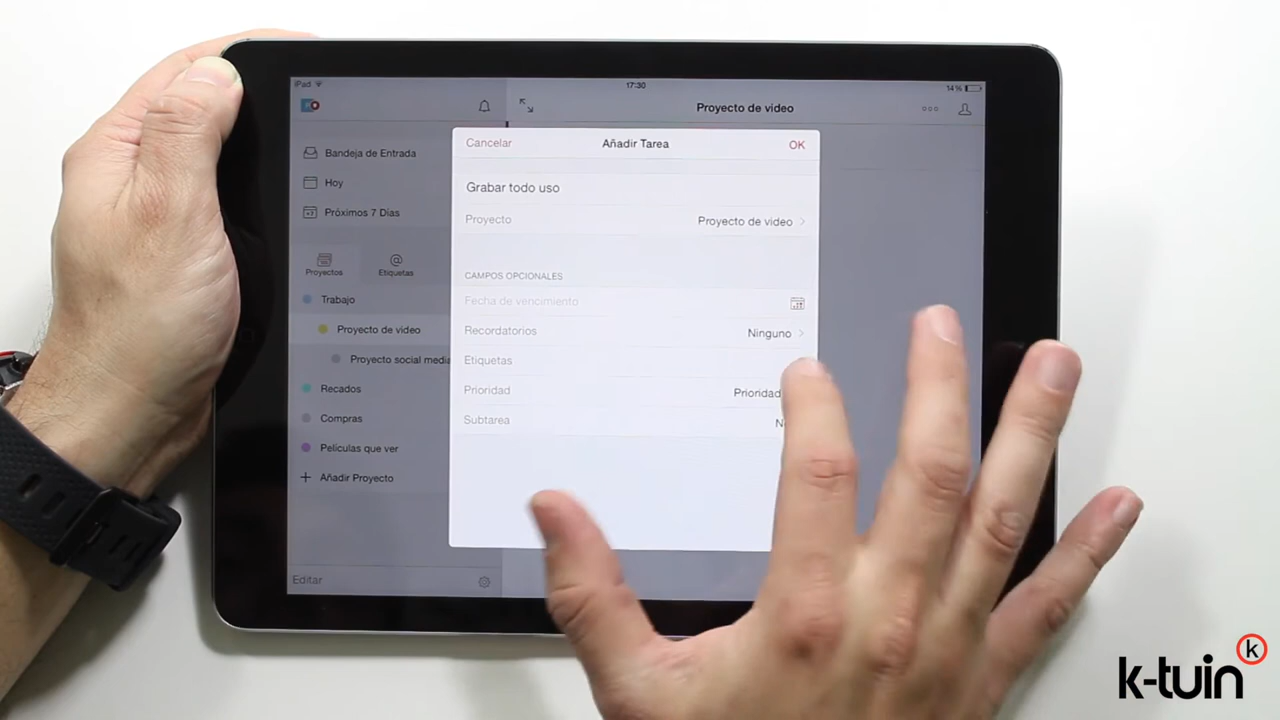 iPad
17:30
14 %
Proyecto de video
Bandeja de Entrada
Hoy
Próximos 7 Días
Proyectos
Etiquetas
Trabajo
Proyecto de video
Proyecto social media
Recados
Compras
Películas que ver
Añadir Proyecto
Editar
Cancelar
Añadir Tarea
OK
Grabar todo uso
Proyecto
Proyecto de video
CAMPOS OPCIONALES
Fecha de vencimiento
Recordatorios
Ninguno
Etiquetas
Prioridad
Prioridad
Subtarea
k-tuin
k